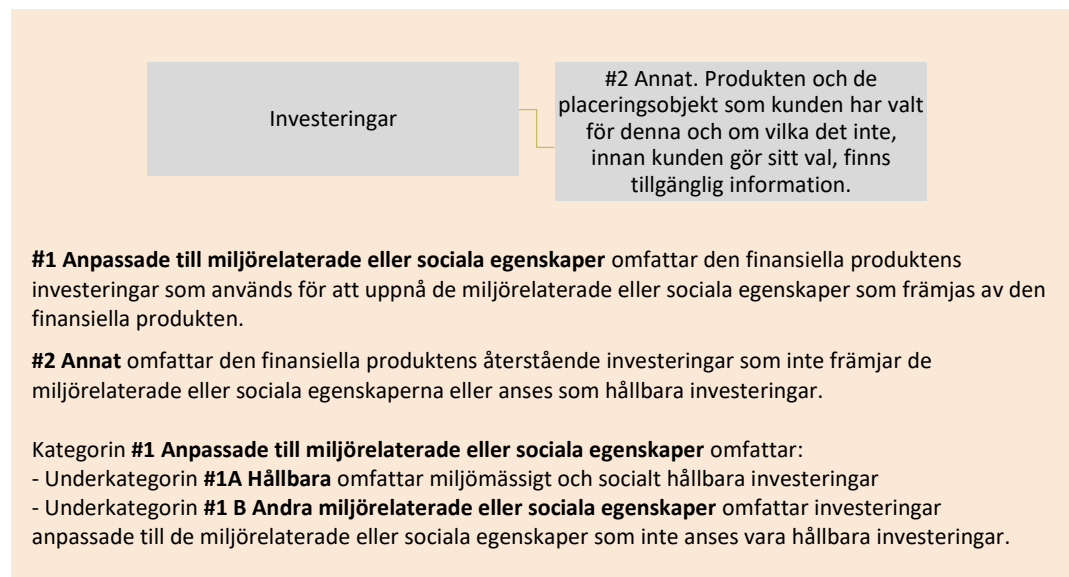 Investeringar
#2 Annat. Produkten och de
placeringsobjekt som kunden har valt
för denna och om vilka det inte,
innan kunden gör sitt val, finns
tillgänglig information.
#1 Anpassade till miljörelaterade eller sociala egenskaper omfattar den finansiella produktens
investeringar som används för att uppnå de miljörelaterade eller sociala egenskaper som främjas av den
finansiella produkten.
#2 Annat omfattar den finansiella produktens återstående investeringar som inte främjar de
miljörelaterade eller sociala egenskaperna eller anses som hållbara investeringar.
Kategorin #1 Anpassade till miljörelaterade eller sociala egenskaper omfattar:
- Underkategorin #1A Hållbara omfattar miljömässigt och socialt hållbara investeringar
- Underkategorin #1 B Andra miljörelaterade eller sociala egenskaper omfattar investeringar
anpassade till de miljörelaterade eller sociala egenskaper som inte anses vara hållbara investeringar.